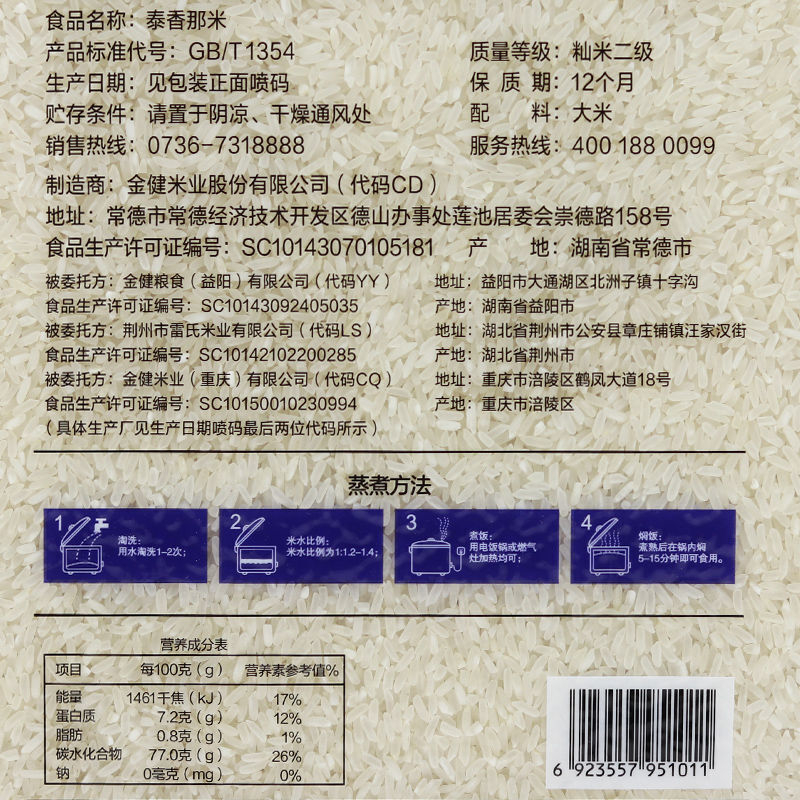 食品名称：泰香那米
产品标准代号：GB/T1354 质量等级：籼米二级
生产日期：见包装正面喷码 保质期：12个月
贮存条件：请置于阴凉、干燥通风处 配料：大米
销售热线：0736-7318888 服务热线：400 188 0099
制造商：金健米业股份有限公司（代码CD）
地址：常德市常德经济技术开发区德山办事处莲池居委会崇德路158号
食品生产许可证编号：SC10143070105181 产地：湖南省常德市
被委托方：金健粮食（益阳）有限公司（代码YY） 地址：益阳市大通湖区北洲子镇十字沟
食品生产许可证编号：SC10143092405035 产地：湖南省益阳市
被委托方：荆州市雷氏米业有限公司（代码LS） 地址：湖北省荆州市公安县章庄铺镇汪家汊街
食品生产许可证编号：SC10142102200285 产地：湖北省荆州市
被委托方：金健米业（重庆）有限公司（代码CQ） 地址：重庆市涪陵区鹤凤大道18号
食品生产许可证编号：SC10150010230994 产地：重庆市涪陵区
（具体生产厂见生产日期喷码最后两位代码所示）
蒸煮方法
1
淘洗：
用水淘洗1-2次；
2
米水比例：
米水比例为1:1.2-1.4；
3
煮饭：
用电饭锅或燃气
灶加热均可；
4
焖饭：
煮熟后在锅内焖
5-15分钟即可食用。
营养成分表
项目 每100克（g） 营养素参考值%
能量 1461千焦（kJ） 17%
蛋白质 7.2克（g） 12%
脂肪 0.8克（g） 1%
碳水化合物 77.0克（g） 26%
钠 0毫克（mg） 0%
6 923557 951011